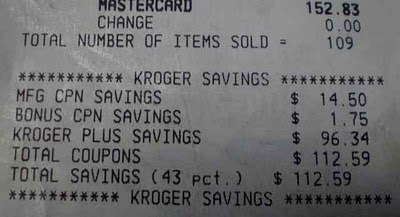 MASTERCARD 152.83
CHANGE 0.00
TOTAL NUMBER OF ITEMS SOLD = 109
*********** KROGER SAVINGS ***********
MFG CPN SAVINGS $ 14.50
BONUS CPN SAVINGS $ 1.75
KROGER PLUS SAVINGS $ 96.34
TOTAL COUPONS $ 112.59
TOTAL SAVINGS (43 pct.) $ 112.59
*********** KROGER SAVINGS ***********